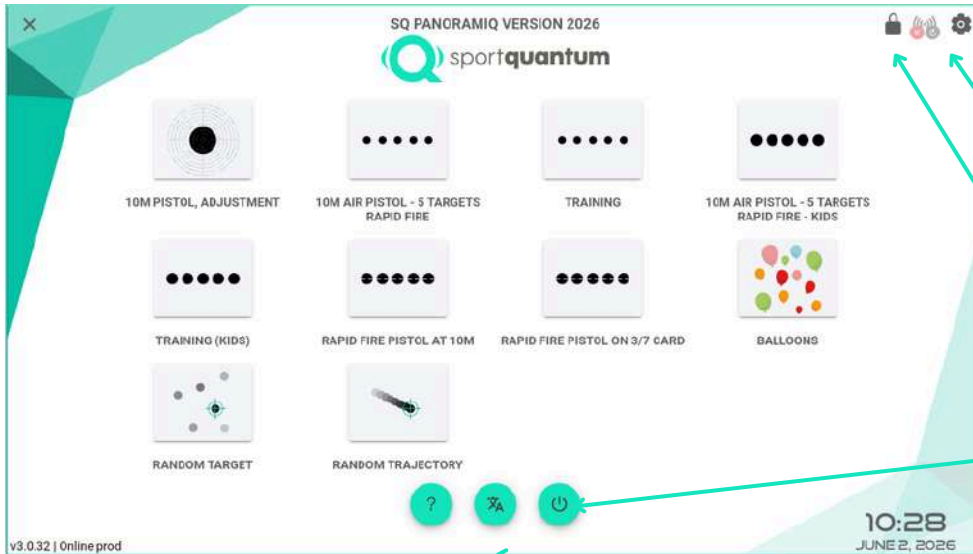 SQ PANORAMIQ VERSION 2026
sportquantum
10M PISTOL, ADJUSTMENT
10M AIR PISTOL - 5 TARGETS
RAPID FIRE
TRAINING
10M AIR PISTOL - 5 TARGETS
RAPID FIRE - KIDS
TRAINING (KIDS)
RAPID FIRE PISTOL AT 10M
RAPID FIRE PISTOL ON 3/7 CARD
BALLOONS
RANDOM TARGET
RANDOM TRAJECTORY
?
v3.0.32 | Online prod
10:28
JUNE 2, 2026